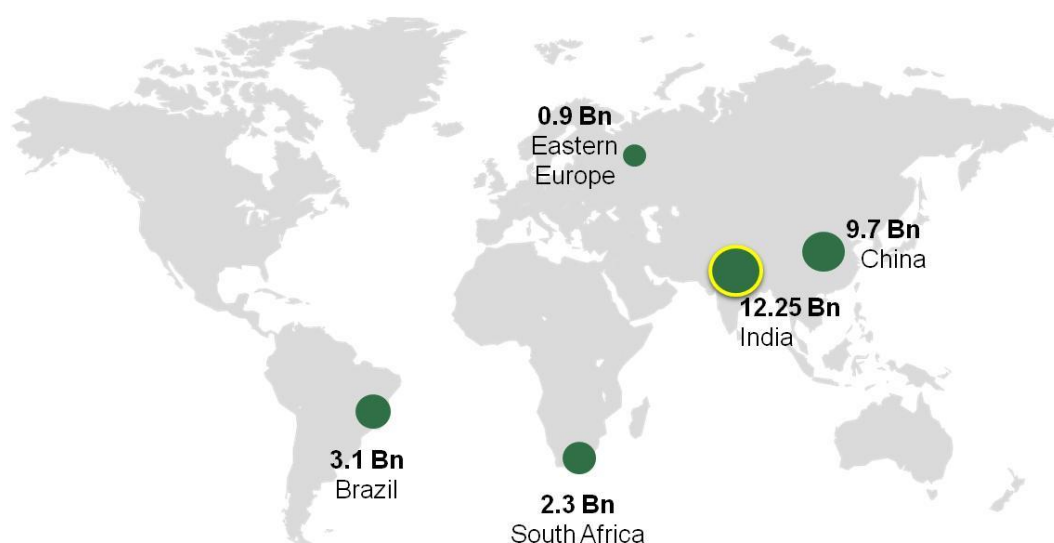 0.9 Bn
Eastern
Europe
9.7 Bn
China
12.25 Bn
India
3.1 Bn
Brazil
2.3 Bn
South Africa